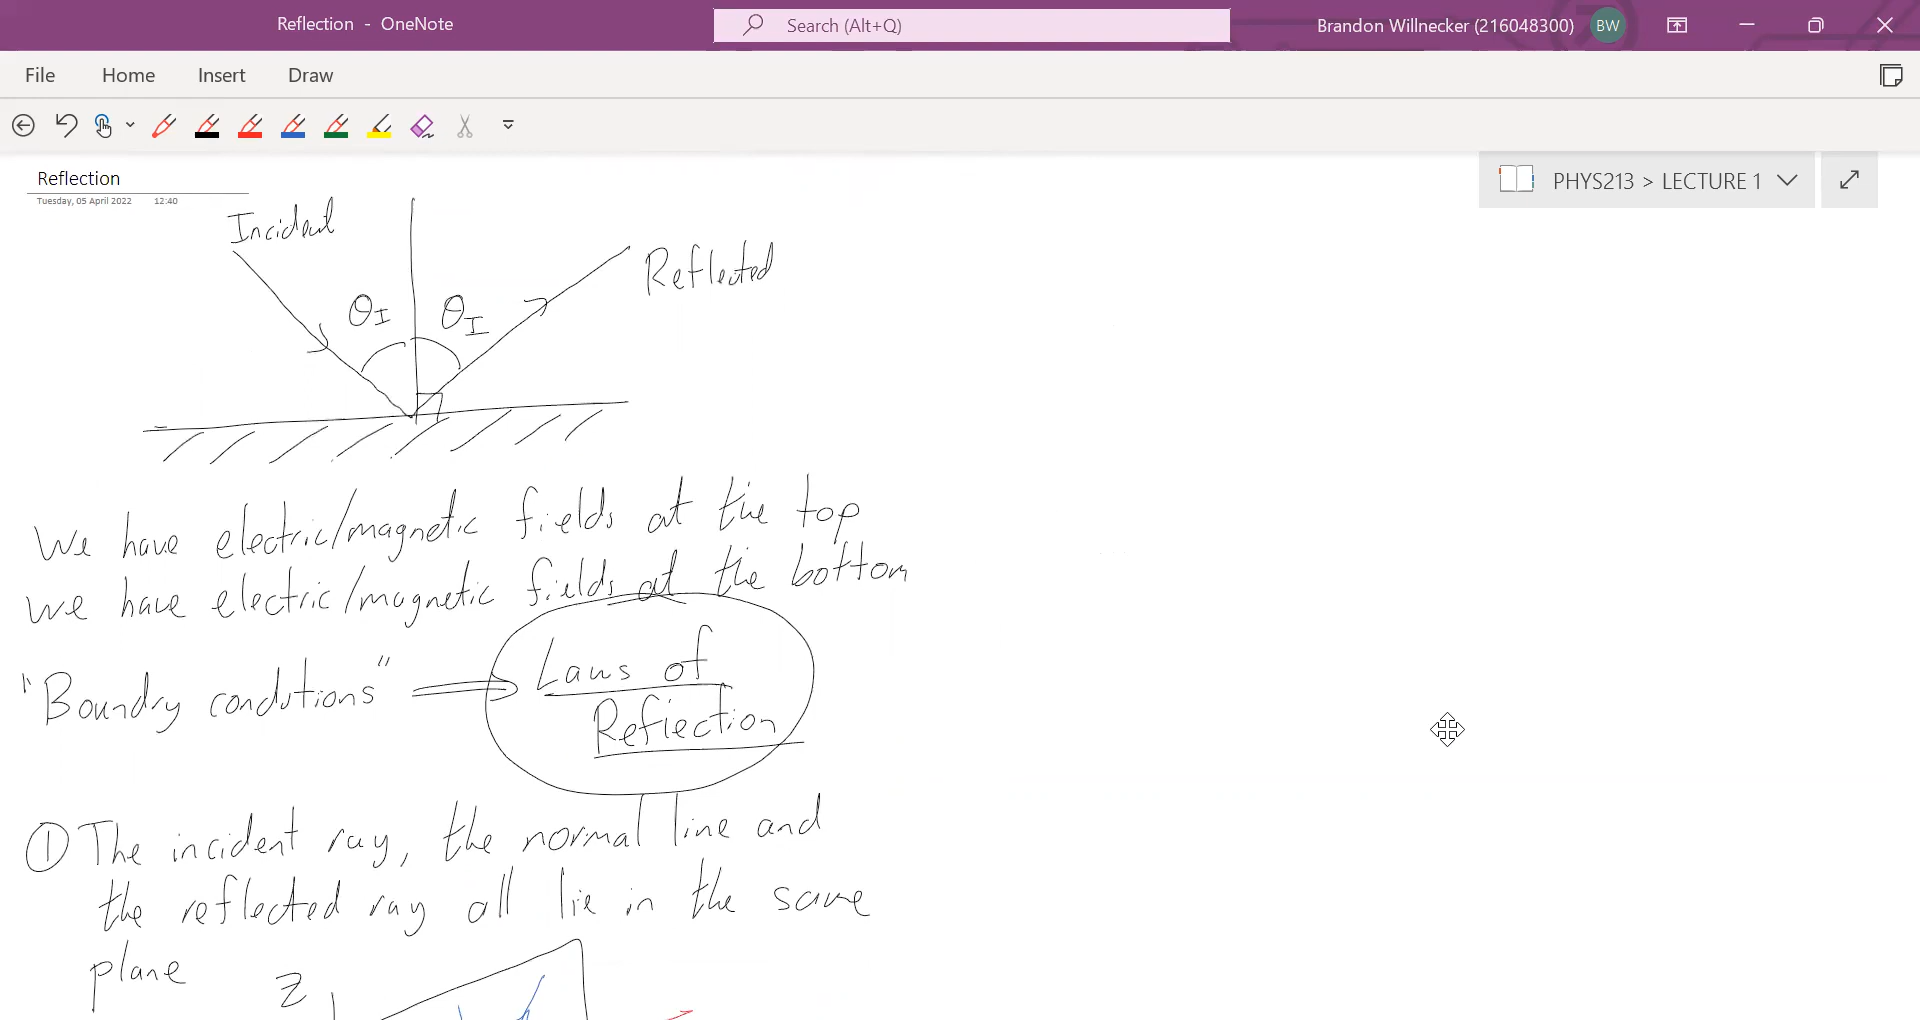 Reflection - OneNote
Search (Alt+Q)
Brandon Willnecker (216048300)
BW
File Home Insert Draw
Reflection
Tuesday, 05 April 2022 12:40
PHYS213 > LECTURE 1
Incident
Reflected
θI θI
We have electric/magnetic fields at the top
we have electric/magnetic fields at the bottom
"Boundry conditions" ⇒ Laws of
Reflection
① The incident ray, the normal line and
the reflected ray all lie in the same
plane
Z